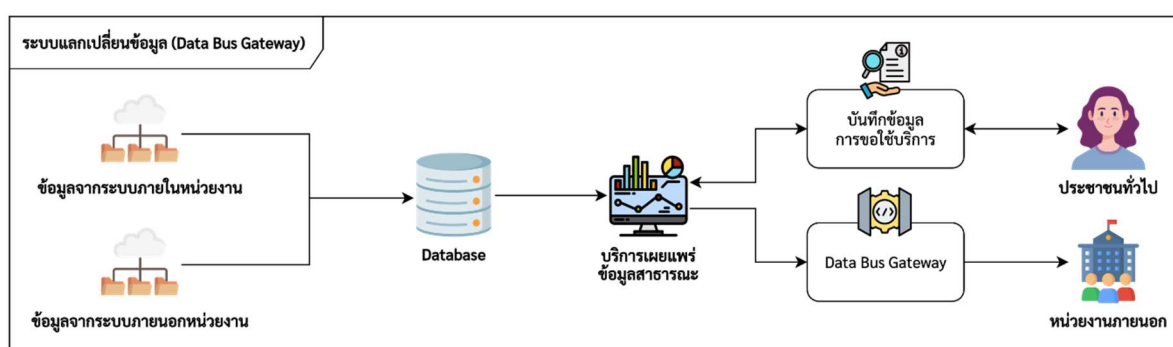 ระบบแลกเปลี่ยนข้อมูล (Data Bus Gateway)
ข้อมูลจากระบบภายในหน่วยงาน
ข้อมูลจากระบบภายนอกหน่วยงาน
Database
บริการเผยแพร่
ข้อมูลสาธารณะ
บันทึกข้อมูล
การขอใช้บริการ
ประชาชนทั่วไป
Data Bus Gateway
หน่วยงานภายนอก